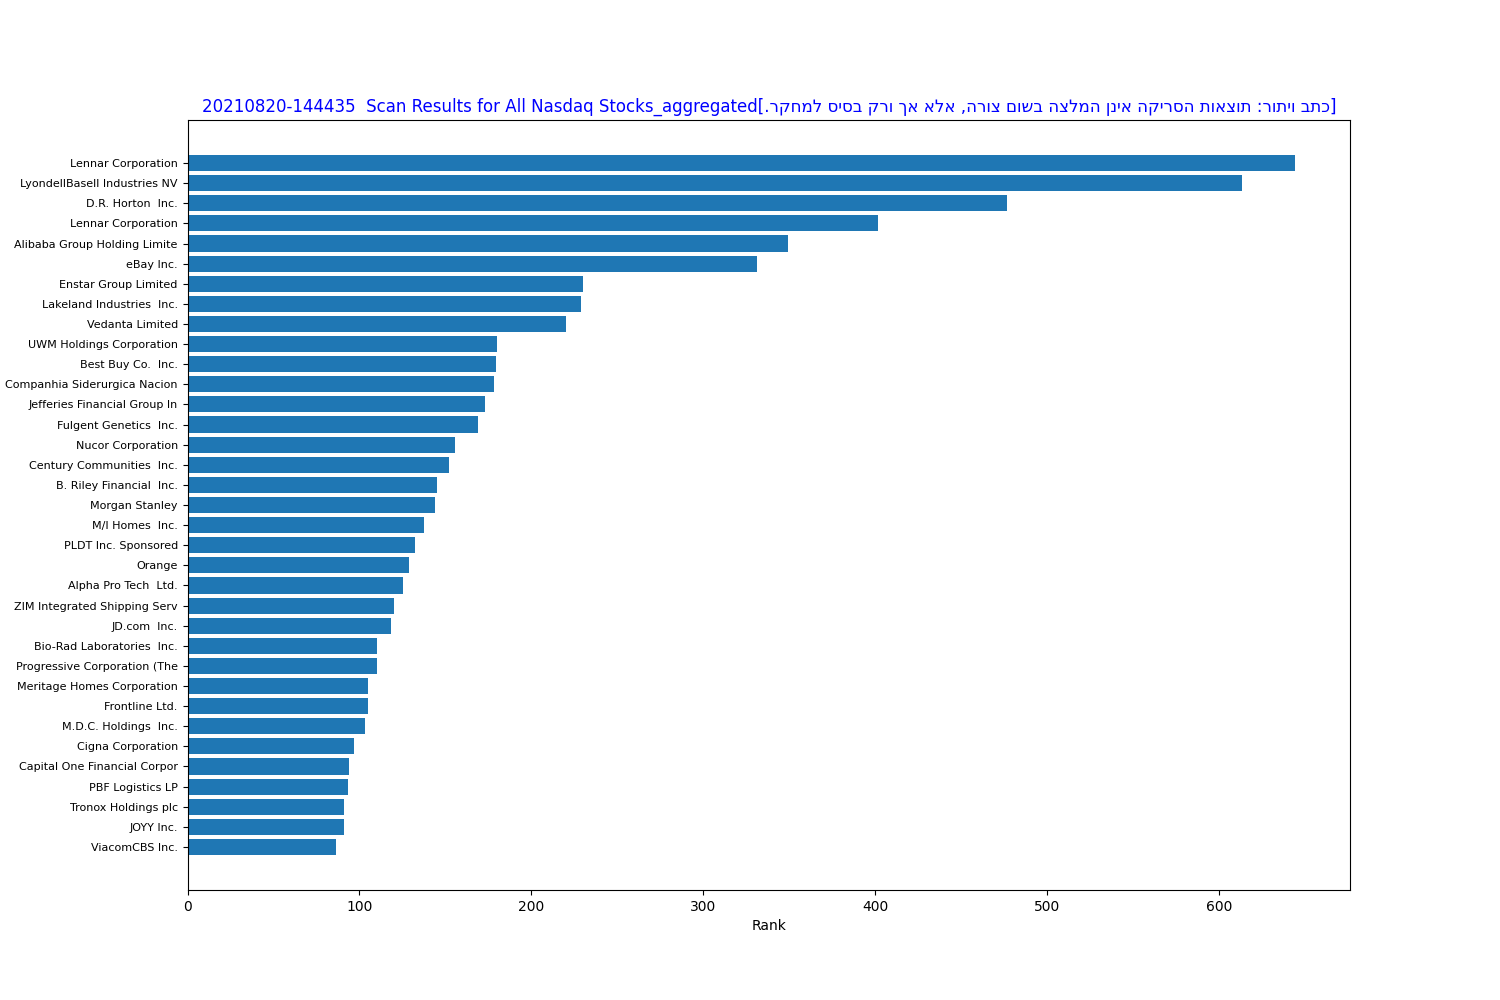 20210820-144435  Scan Results for All Nasdaq Stocks_aggregated[כתב ויתור: תוצאות הסריקה אינן המלצה בשום צורה, אלא אך ורק בסיס למחקר.]
Lennar Corporation
LyondellBasell Industries NV
D.R. Horton  Inc.
Lennar Corporation
Alibaba Group Holding Limite
eBay Inc.
Enstar Group Limited
Lakeland Industries  Inc.
Vedanta Limited
UWM Holdings Corporation
Best Buy Co.  Inc.
Companhia Siderurgica Nacion
Jefferies Financial Group In
Fulgent Genetics  Inc.
Nucor Corporation
Century Communities  Inc.
B. Riley Financial  Inc.
Morgan Stanley
M/I Homes  Inc.
PLDT Inc. Sponsored
Orange
Alpha Pro Tech  Ltd.
ZIM Integrated Shipping Serv
JD.com  Inc.
Bio-Rad Laboratories  Inc.
Progressive Corporation (The
Meritage Homes Corporation
Frontline Ltd.
M.D.C. Holdings  Inc.
Cigna Corporation
Capital One Financial Corpor
PBF Logistics LP
Tronox Holdings plc
JOYY Inc.
ViacomCBS Inc.
0 100 200 300 400 500 600
Rank